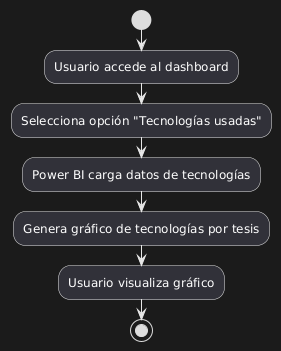 Usuario accede al dashboard
Selecciona opción "Tecnologías usadas"
Power BI carga datos de tecnologías
Genera gráfico de tecnologías por tesis
Usuario visualiza gráfico